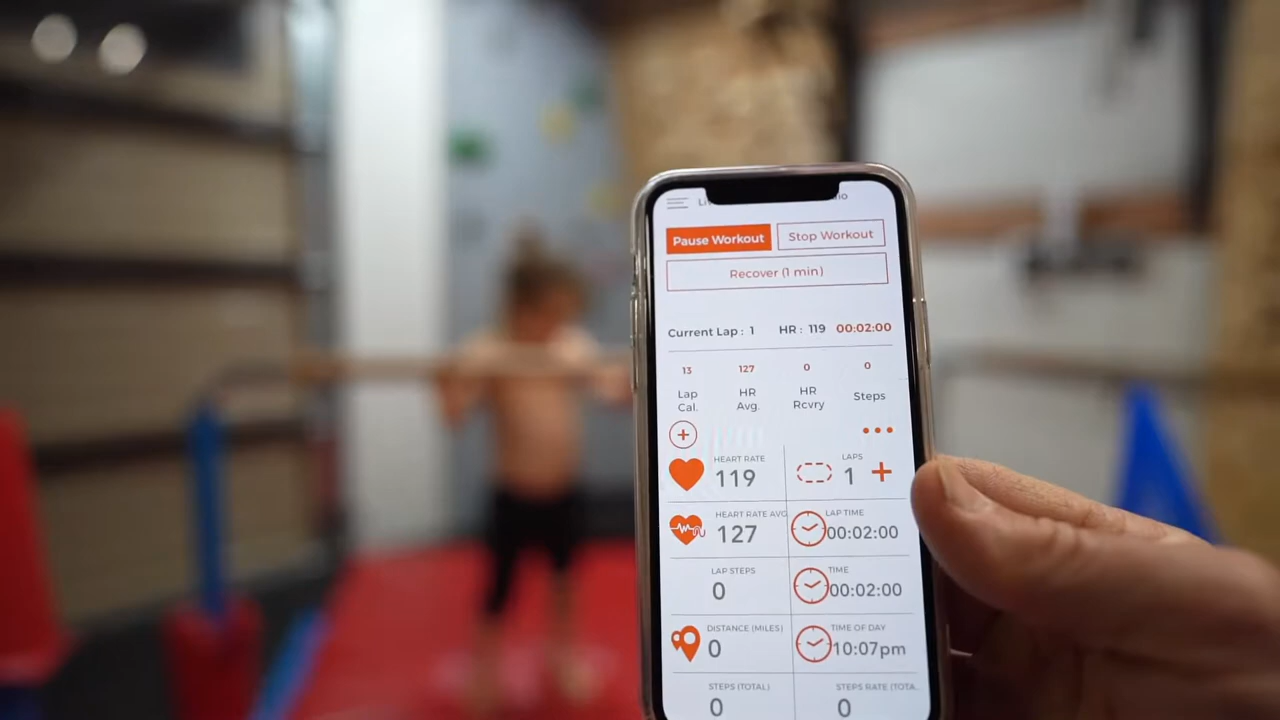 Pause Workout
Stop Workout
Recover (1 min)
Current Lap : 1 HR : 119 00:02:00
13 127 0 0
Lap Cal. HR Avg. HR Rcvry Steps
HEART RATE
119
LAPS
1
HEART RATE AVG
127
LAP TIME
00:02:00
LAP STEPS
0
TIME
00:02:00
DISTANCE (MILES)
0
TIME OF DAY
10:07pm
STEPS (TOTAL)
0
STEPS RATE (TOTA..
0